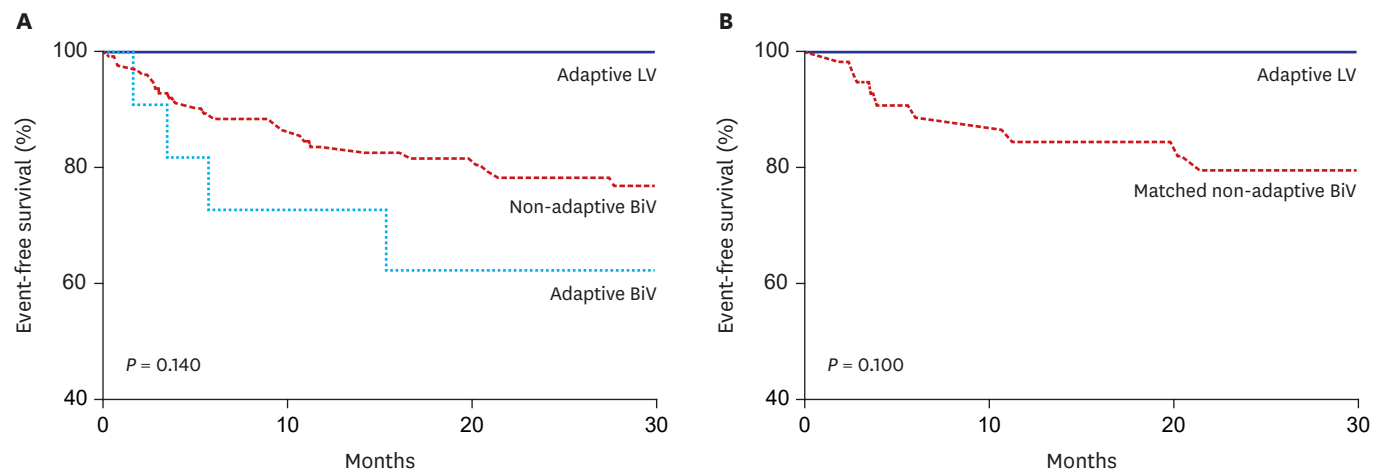 A
Event-free survival (%)
100
80
60
40
0
10
20
30
Months
Adaptive LV
Non-adaptive BiV
Adaptive BiV
P = 0.140
B
Event-free survival (%)
100
80
60
40
0
10
20
30
Months
Adaptive LV
Matched non-adaptive BiV
P = 0.100